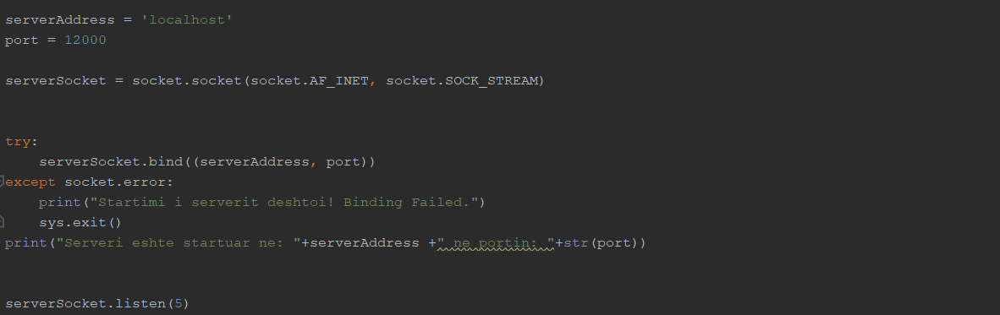 serverAddress = 'localhost'
port = 12000
serverSocket = socket.socket(socket.AF_INET, socket.SOCK_STREAM)
try:
    serverSocket.bind((serverAddress, port))
except socket.error:
    print("Startimi i serverit deshtoi! Binding Failed.")
    sys.exit()
print("Serveri eshte startuar ne: "+serverAddress +" ne portin: "+str(port))
serverSocket.listen(5)